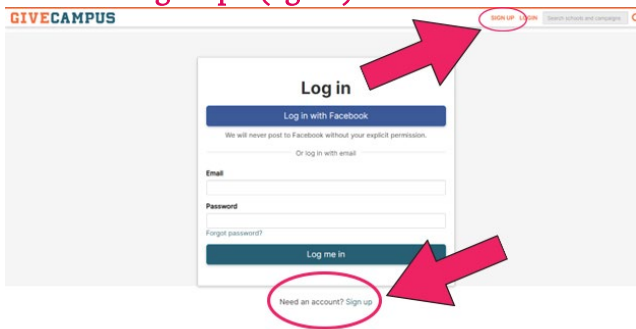 GIVECAMPUS
SIGN UP LOGIN Search schools and campaigns
Log in
Log in with Facebook
We will never post to Facebook without your explicit permission.
Or log in with email
Email
Password
Forgot password?
Log me in
Need an account? Sign up